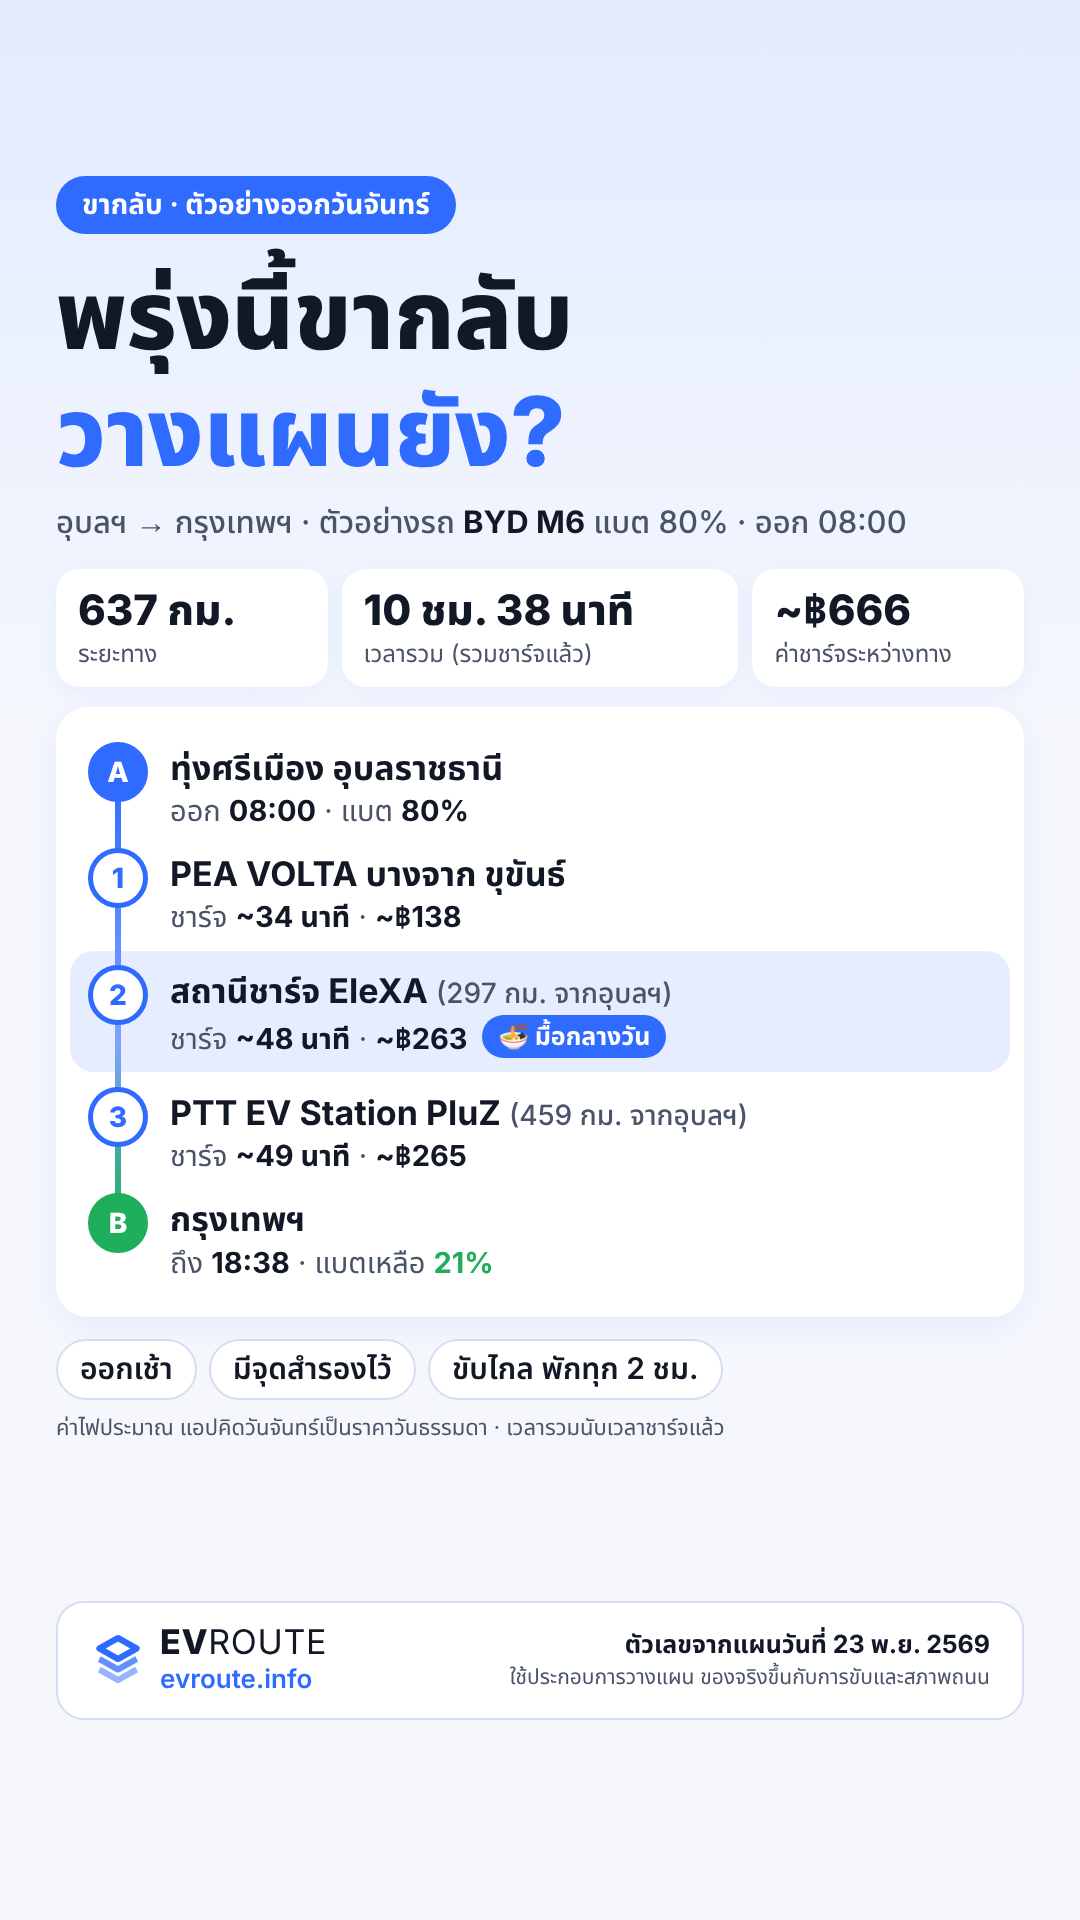 ขากลับ · ตัวอย่างออกวันจันทร์
พรุ่งนี้ขากลับ
วางแผนยัง?
อุบลฯ → กรุงเทพฯ · ตัวอย่างรถ BYD M6 แบต 80% · ออก 08:00
637 กม.
ระยะทาง
10 ชม. 38 นาที
เวลารวม (รวมชาร์จแล้ว)
~฿666
ค่าชาร์จระหว่างทาง
A
ทุ่งศรีเมือง อุบลราชธานี
ออก 08:00 · แบต 80%
1
PEA VOLTA บางจาก ขุขันธ์
ชาร์จ ~34 นาที · ~฿138
2
สถานีชาร์จ EleXA (297 กม. จากอุบลฯ)
ชาร์จ ~48 นาที · ~฿263 🍜 มื้อกลางวัน
3
PTT EV Station PluZ (459 กม. จากอุบลฯ)
ชาร์จ ~49 นาที · ~฿265
B
กรุงเทพฯ
ถึง 18:38 · แบตเหลือ 21%
ออกเช้า
มีจุดสำรองไว้
ขับไกล พักทุก 2 ชม.
ค่าไฟประมาณ แอปคิดวันจันทร์เป็นราคาวันธรรมดา · เวลารวมนับเวลาชาร์จแล้ว
EVROUTE
evroute.info
ตัวเลขจากแผนวันที่ 23 พ.ย. 2569
ใช้ประกอบการวางแผน ของจริงขึ้นกับการขับและสภาพถนน